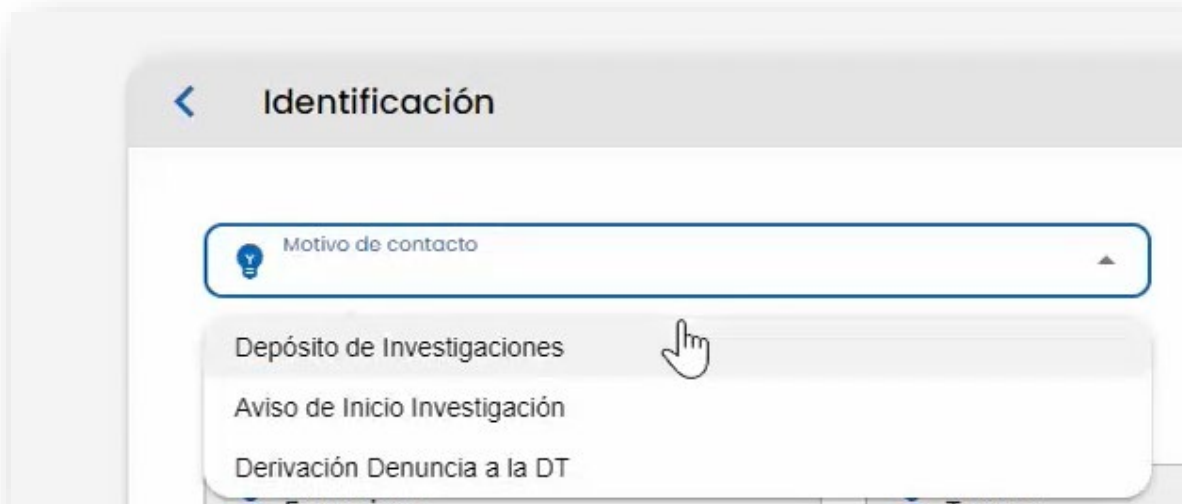 Identificación
Motivo de contacto
Depósito de Investigaciones
Aviso de Inicio Investigación
Derivación Denuncia a la DT